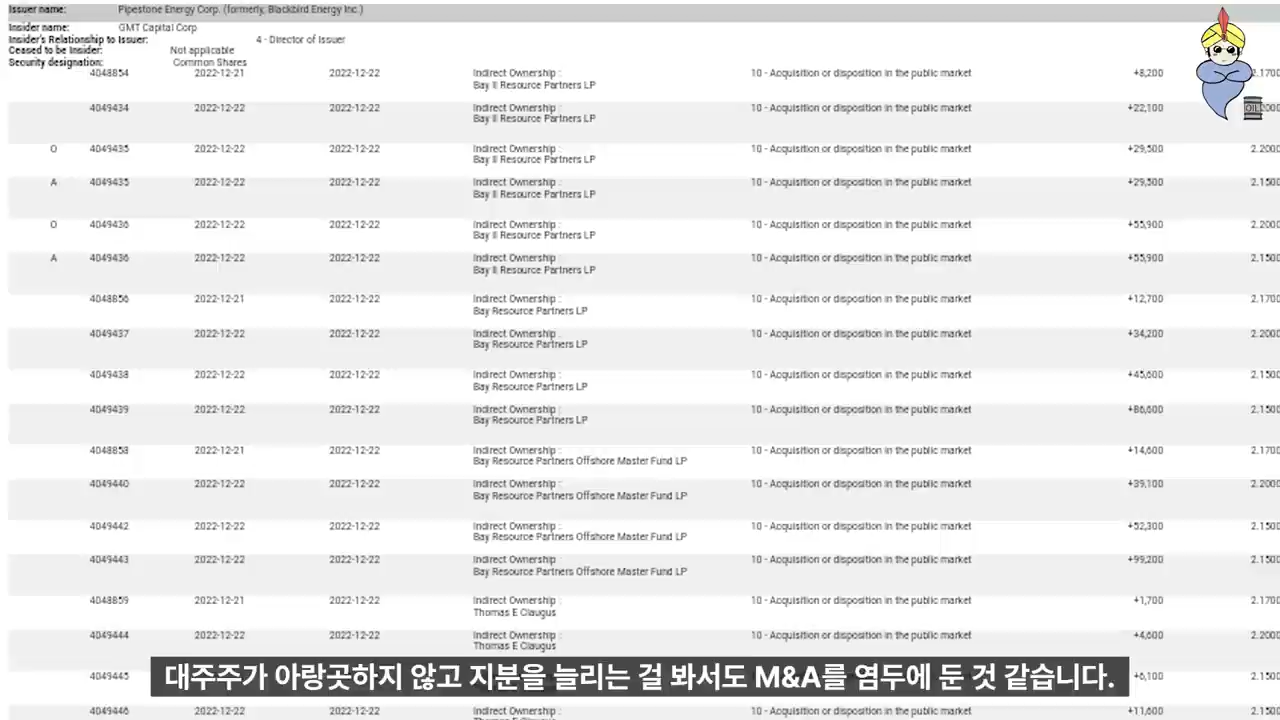 Issuer name: Pipestone Energy Corp. (formerly, Blackbird Energy Inc.)
Insider name: GMT Capital Corp
Insider's Relationship to Issuer: 4 - Director of Issuer
Ceased to be Insider: Not applicable
Security designation: Common Shares
4048854 2022-12-21 2022-12-22 Indirect Ownership : 10 - Acquisition or disposition in the public market +8,200 2.1700
Bay II Resource Partners LP
OIL
4049434 2022-12-22 2022-12-22 Indirect Ownership : 10 - Acquisition or disposition in the public market +22,100
Bay II Resource Partners LP
O 4049435 2022-12-22 2022-12-22 Indirect Ownership : 10 - Acquisition or disposition in the public market +29,500 2.2000
Bay II Resource Partners LP
A 4049435 2022-12-22 2022-12-22 Indirect Ownership : 10 - Acquisition or disposition in the public market +29,500 2.1500
Bay II Resource Partners LP
O 4049436 2022-12-22 2022-12-22 Indirect Ownership : 10 - Acquisition or disposition in the public market +55,900 2.2000
Bay II Resource Partners LP
A 4049436 2022-12-22 2022-12-22 Indirect Ownership : 10 - Acquisition or disposition in the public market +55,900 2.1500
Bay II Resource Partners LP
4048856 2022-12-21 2022-12-22 Indirect Ownership : 10 - Acquisition or disposition in the public market +12,700 2.1700
Bay Resource Partners LP
4049437 2022-12-22 2022-12-22 Indirect Ownership : 10 - Acquisition or disposition in the public market +34,200 2.2000
Bay Resource Partners LP
4049438 2022-12-22 2022-12-22 Indirect Ownership : 10 - Acquisition or disposition in the public market +45,600 2.1500
Bay Resource Partners LP
4049439 2022-12-22 2022-12-22 Indirect Ownership : 10 - Acquisition or disposition in the public market +86,600 2.1500
Bay Resource Partners LP
4048858 2022-12-21 2022-12-22 Indirect Ownership : 10 - Acquisition or disposition in the public market +14,600 2.1700
Bay Resource Partners Offshore Master Fund LP
4049440 2022-12-22 2022-12-22 Indirect Ownership : 10 - Acquisition or disposition in the public market +39,100 2.2000
Bay Resource Partners Offshore Master Fund LP
4049442 2022-12-22 2022-12-22 Indirect Ownership : 10 - Acquisition or disposition in the public market +52,300 2.1500
Bay Resource Partners Offshore Master Fund LP
4049443 2022-12-22 2022-12-22 Indirect Ownership : 10 - Acquisition or disposition in the public market +99,200 2.1500
Bay Resource Partners Offshore Master Fund LP
4048859 2022-12-21 2022-12-22 Indirect Ownership : 10 - Acquisition or disposition in the public market +1,700 2.1700
Thomas E Claugus
4049444 2022-12-22 2022-12-22 Indirect Ownership : 10 - Acquisition or disposition in the public market +4,600 2.2000
Thomas E Claugus
4049445 +6,100 2.1500
대주주가 아랑곳하지 않고 지분을 늘리는 걸 봐서도 M&A를 염두에 둔 것 같습니다.
4049446 2022-12-22 2022-12-22 Indirect Ownership : 10 - Acquisition or disposition in the public market +11,600 2.1500